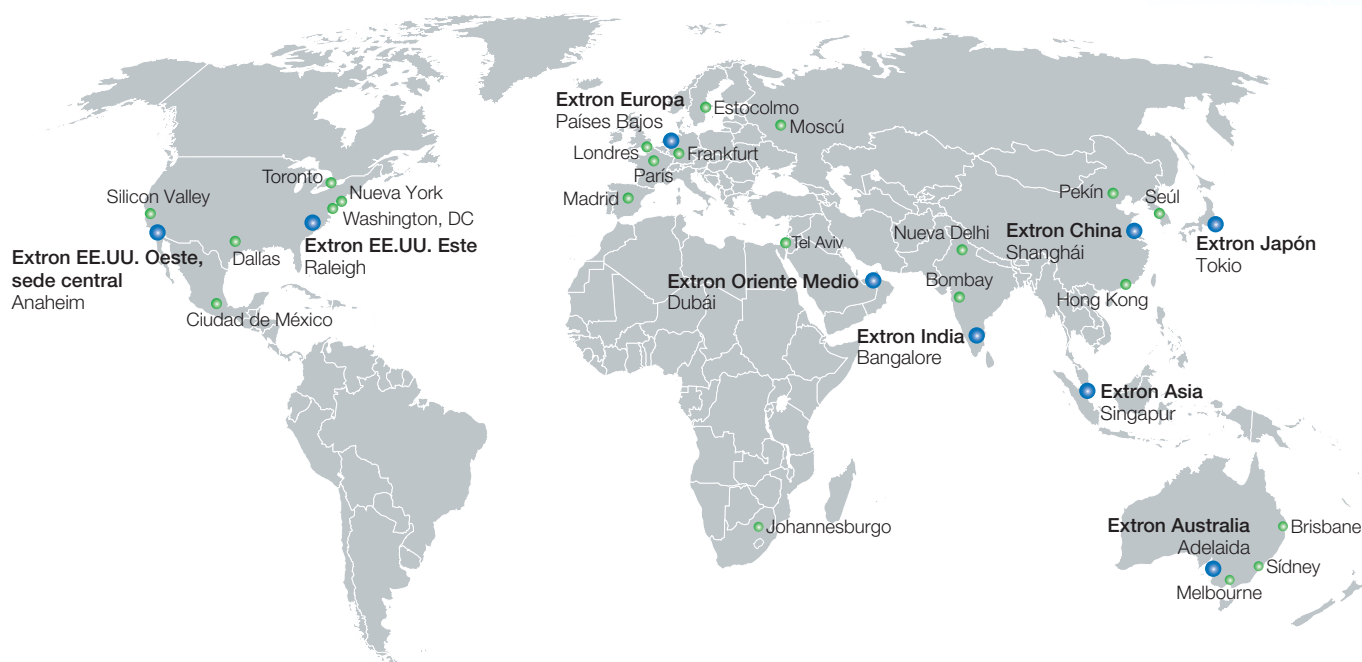 Silicon Valley
Extron EE.UU. Oeste,
sede central
Anaheim
Dallas
Ciudad de México
Toronto
Nueva York
Washington, DC
Extron EE.UU. Este
Raleigh
Extron Europa
Países Bajos
Estocolmo
Moscú
Londres
Frankfurt
París
Madrid
Tel Aviv
Extron Oriente Medio
Dubái
Johannesburgo
Nueva Delhi
Bombay
Extron India
Bangalore
Pekín
Seúl
Extron China
Shanghái
Hong Kong
Extron Japón
Tokio
Extron Asia
Singapur
Extron Australia
Adelaida
Brisbane
Sídney
Melbourne